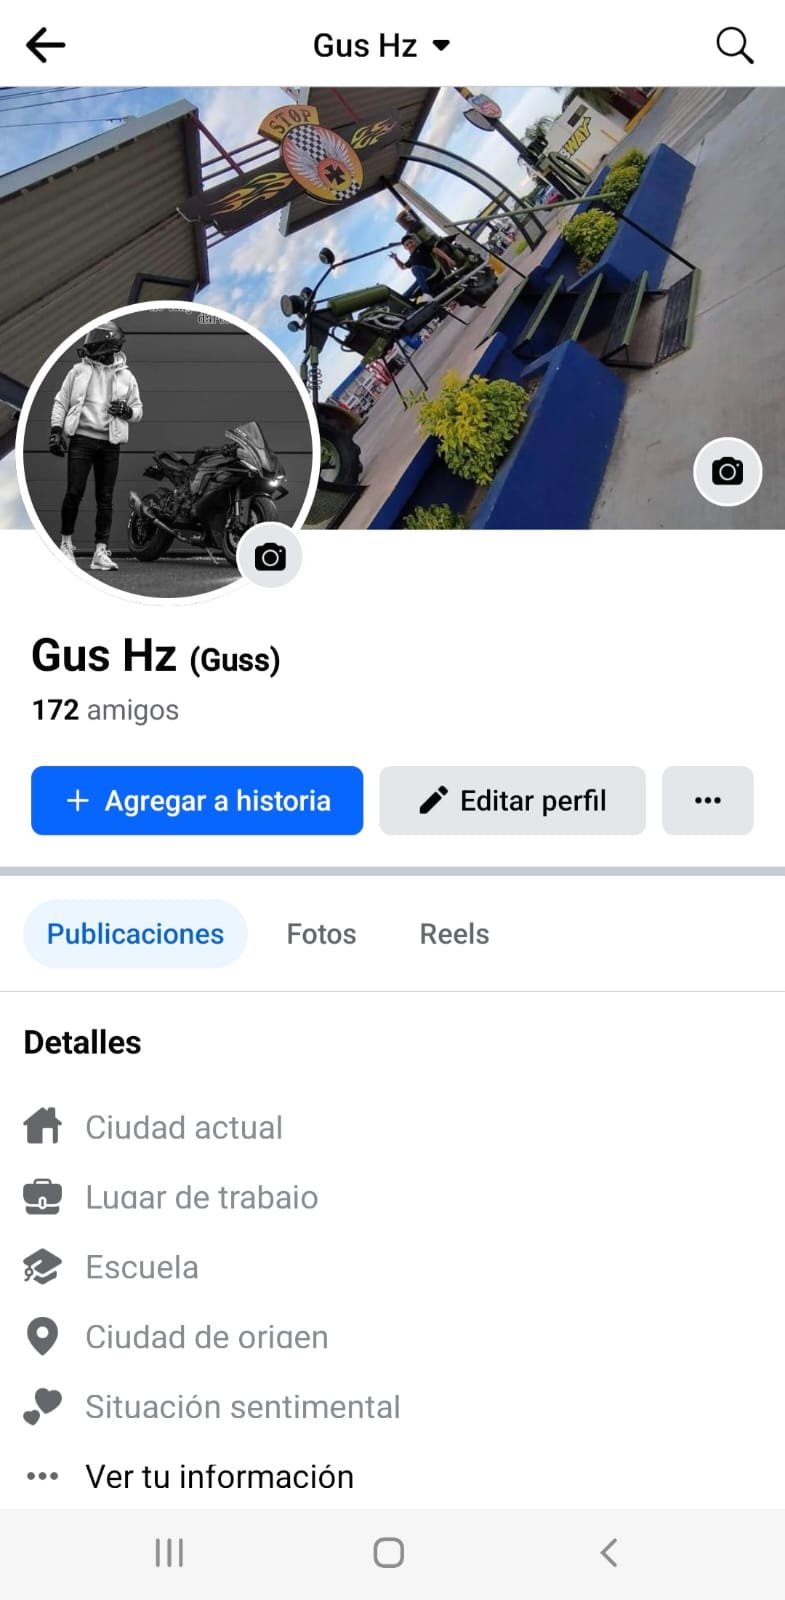 Gus Hz
STOP
WAY
Gus Hz (Guss)
172 amigos
+ Agregar a historia
Editar perfil
Publicaciones
Fotos
Reels
Detalles
Ciudad actual
Lugar de trabajo
Escuela
Ciudad de origen
Situación sentimental
Ver tu información